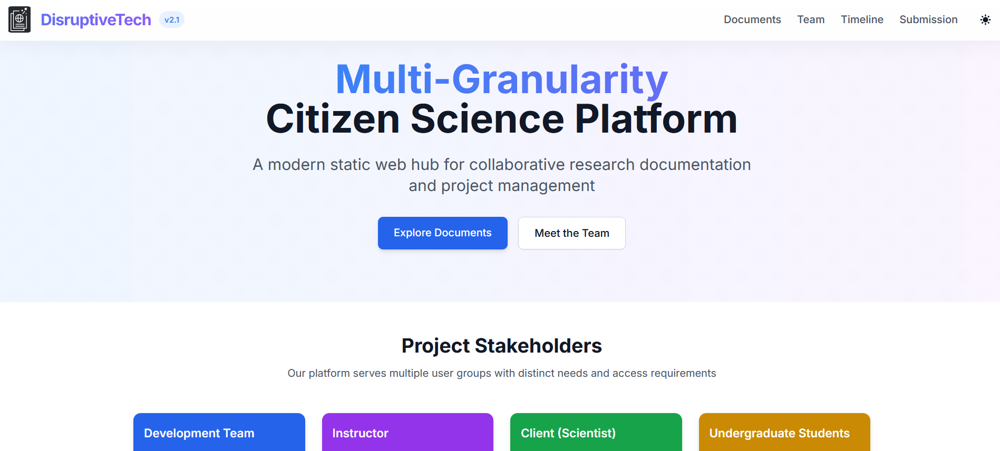 DisruptiveTech v2.1 Documents Team Timeline Submission
Multi-Granularity
Citizen Science Platform
A modern static web hub for collaborative research documentation
and project management
Explore Documents Meet the Team
Project Stakeholders
Our platform serves multiple user groups with distinct needs and access requirements
Development Team Instructor Client (Scientist) Undergraduate Students